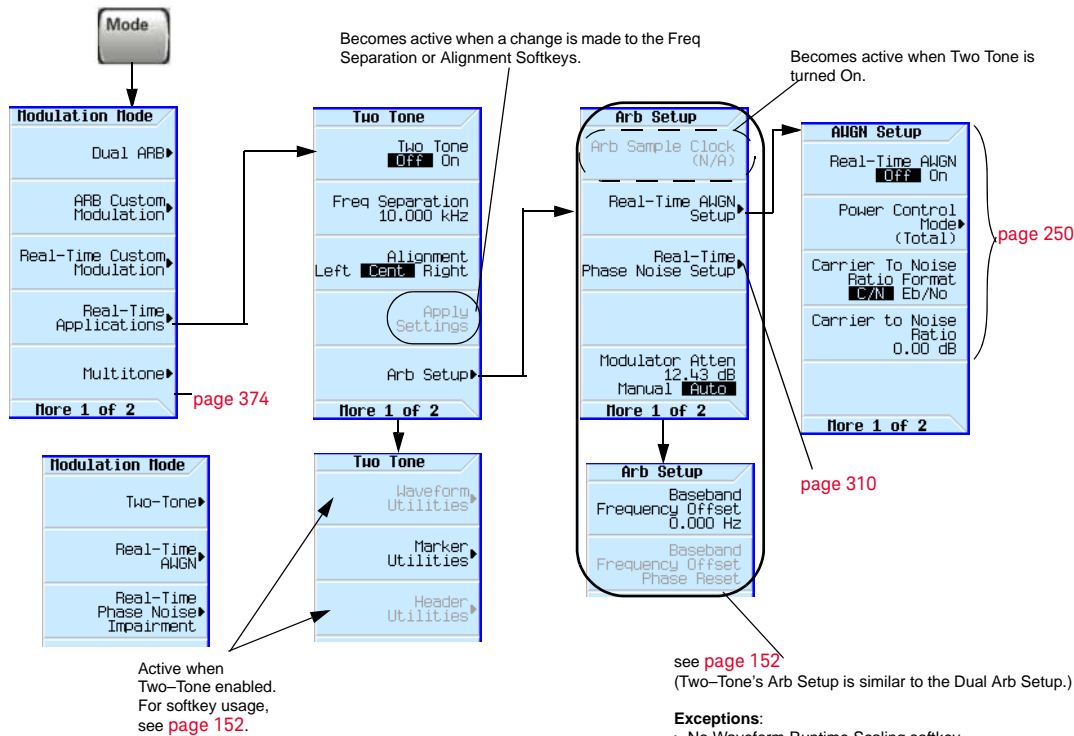 Mode
Becomes active when a change is made to the Freq
Separation or Alignment Softkeys.
Becomes active when Two Tone is
turned On.
Modulation Mode
Dual ARB
ARB Custom
Modulation
Real-Time Custom
Modulation
Real-Time
Applications
Multitone
More 1 of 2
page 374
Modulation Mode
Two-Tone
Real-Time
AWGN
Real-Time
Phase Noise
Impairment
Two Tone
Two Tone
Off On
Freq Separation
10.000 kHz
Alignment
Left Cent Right
Apply
Settings
Arb Setup
More 1 of 2
Two Tone
Waveform
Utilities
Marker
Utilities
Header
Utilities
Active when
Two–Tone enabled.
For softkey usage,
see page 152.
Arb Setup
Arb Sample Clock
(N/A)
Real-Time AWGN
Setup
Real-Time
Phase Noise Setup
Modulator Atten
12.43 dB
Manual Auto
More 1 of 2
Arb Setup
Baseband
Frequency Offset
0.000 Hz
Baseband
Frequency Offset
Phase Reset
AWGN Setup
Real-Time AWGN
Off On
Power Control
Mode
(Total)
Carrier To Noise
Ratio Format
C/N Eb/No
Carrier to Noise
Ratio
0.00 dB
More 1 of 2
page 250
page 310
see page 152
(Two–Tone's Arb Setup is similar to the Dual Arb Setup.)
Exceptions:
No Waveform Runtime Scaling softkey